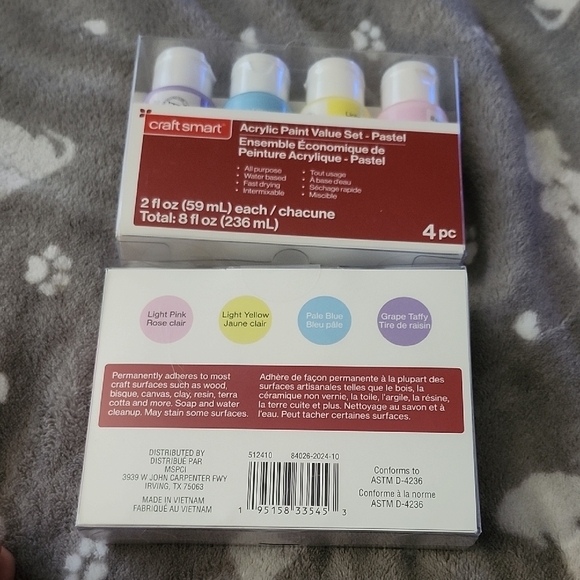 craft smart
Acrylic Paint Value Set - Pastel
Ensemble Économique de
Peinture Acrylique - Pastel
• All purpose
• Water based
• Fast drying
• Intermixable
• Tout usage
• À base d'eau
• Séchage rapide
• Miscible
2 fl oz (59 mL) each / chacune
Total: 8 fl oz (236 mL)
4 pc
Light Pink
Rose clair
Light Yellow
Jaune clair
Pale Blue
Bleu pâle
Grape Taffy
Tire de raisin
Permanently adheres to most
craft surfaces such as wood,
bisque, canvas, clay, resin, terra
cotta and more. Soap and water
cleanup. May stain some surfaces.
Adhère de façon permanente à la plupart des
surfaces artisanales telles que le bois, la
céramique non vernie, la toile, l'argile, la résine,
la terre cuite et plus. Nettoyage au savon et à
l'eau. Peut tacher certaines surfaces.
DISTRIBUTED BY
DISTRIBUÉ PAR
MSPCI
3939 W JOHN CARPENTER FWY
IRVING, TX 75063
MADE IN VIETNAM
FABRIQUÉ AU VIETNAM
512410 84026-2024-10
1 95158 33545 3
Conforms to
ASTM D-4236
Conforme à la norme
ASTM D-4236